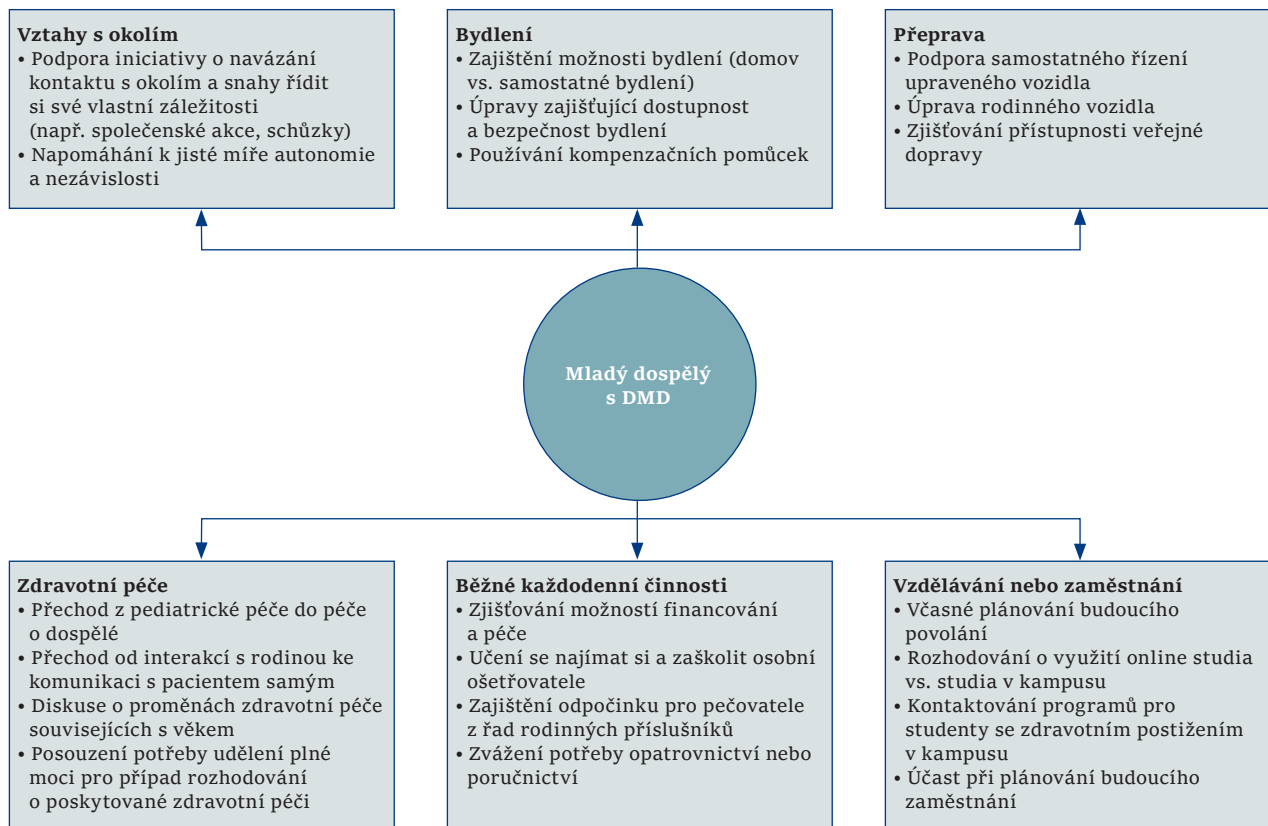 Vztahy s okolím
• Podpora iniciativy o navázání
kontaktu s okolím a snahy řídit
si své vlastní záležitosti
(např. společenské akce, schůzky)
• Napomáhání k jisté míře autonomie
a nezávislosti
Bydlení
• Zajištění možnosti bydlení (domov
vs. samostatné bydlení)
• Úpravy zajišťující dostupnost
a bezpečnost bydlení
• Používání kompenzačních pomůcek
Přeprava
• Podpora samostatného řízení
upraveného vozidla
• Úprava rodinného vozidla
• Zjišťování přístupnosti veřejné
dopravy
Mladý dospělý
s DMD
Zdravotní péče
• Přechod z pediatrické péče do péče
o dospělé
• Přechod od interakcí s rodinou ke
komunikaci s pacientem samým
• Diskuse o proměnách zdravotní péče
souvisejících s věkem
• Posouzení potřeby udělení plné
moci pro případ rozhodování
o poskytované zdravotní péči
Běžné každodenní činnosti
• Zjišťování možností financování
a péče
• Učení se najímat si a zaškolit osobní
ošetřovatele
• Zajištění odpočinku pro pečovatele
z řad rodinných příslušníků
• Zvážení potřeby opatrovnictví nebo
poručnictví
Vzdělávání nebo zaměstnání
• Včasné plánování budoucího
povolání
• Rozhodování o využití online studia
vs. studia v kampusu
• Kontaktování programů pro
studenty se zdravotním postižením
v kampusu
• Účast při plánování budoucího
zaměstnání